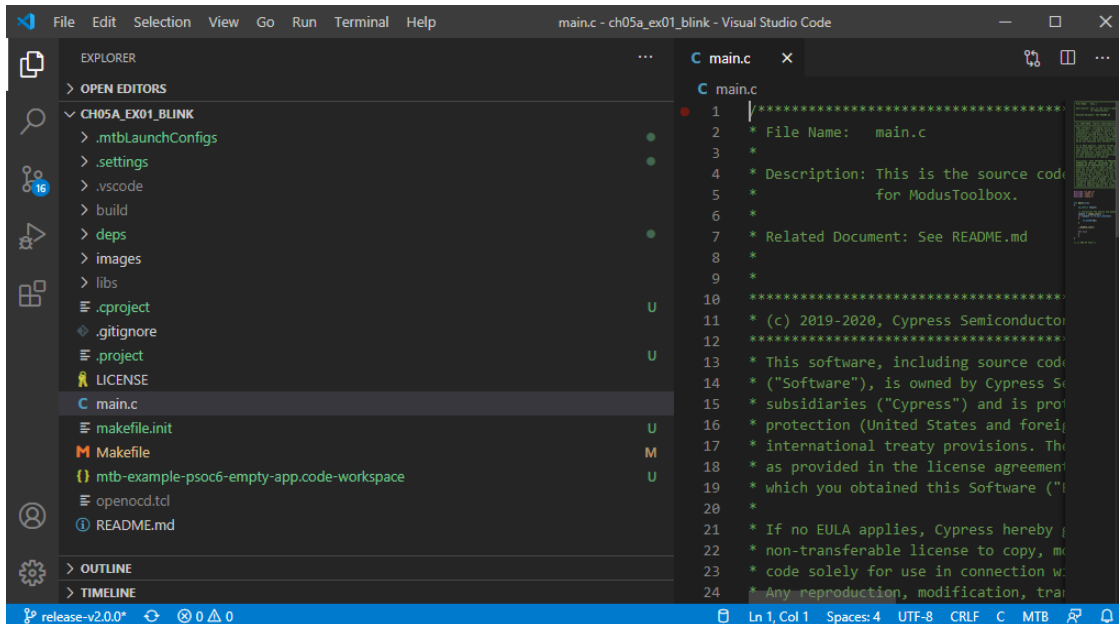 File Edit Selection View Go Run Terminal Help main.c - ch05a_ex01_blink - Visual Studio Code
EXPLORER
OPEN EDITORS
CH05A_EX01_BLINK
.mtbLaunchConfigs
.settings
.vscode
build
deps
images
libs
.cproject U
.gitignore
.project U
LICENSE
C main.c
makefile.init U
M Makefile M
{} mtb-example-psoc6-empty-app.code-workspace U
openocd.tcl
README.md
OUTLINE
TIMELINE
16
C main.c
C main.c
1 /*************************************
2 * File Name: main.c
3 *
4 * Description: This is the source code
5 * for ModusToolbox.
6 *
7 * Related Document: See README.md
8 *
9 *
10 **************************************
11 * (c) 2019-2020, Cypress Semiconductor
12 **************************************
13 * This software, including source code
14 * ("Software"), is owned by Cypress
15 * subsidiaries ("Cypress") and is
16 * protection (United States and
17 * international treaty provisions.
18 * as provided in the license agreement
19 * which you obtained this Software
20 *
21 * If no EULA applies, Cypress hereby
22 * non-transferable license to copy,
23 * code solely for use in connection
24 * Any reproduction, modification,
release-v2.0.0* 0 0 Ln 1, Col 1 Spaces: 4 UTF-8 CRLF C MTB